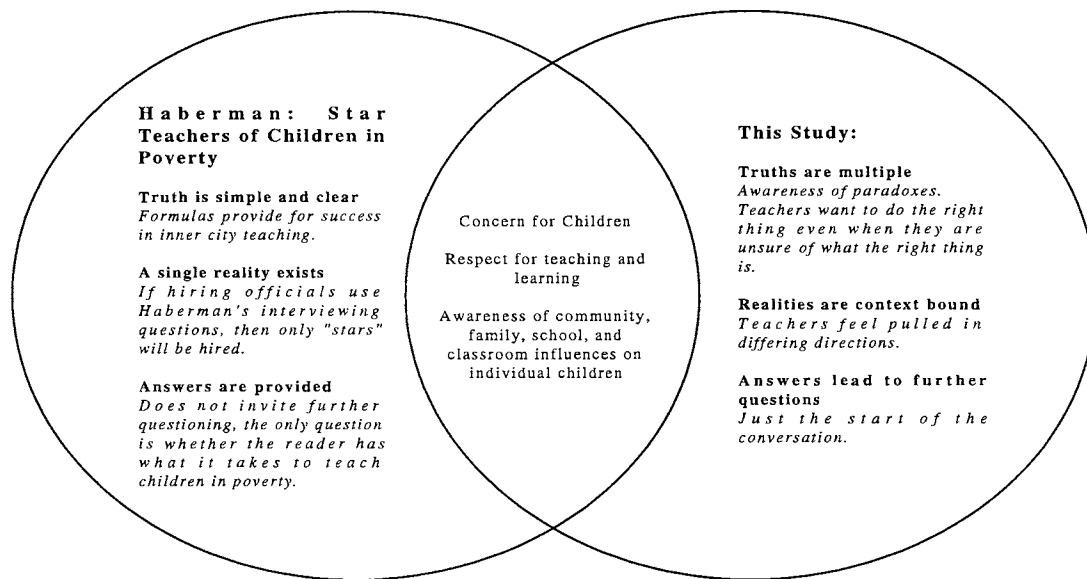 Haberman: Star
Teachers of Children in
Poverty
Truth is simple and clear
Formulas provide for success
in inner city teaching.
A single reality exists
If hiring officials use
Haberman's interviewing
questions, then only "stars"
will be hired.
Answers are provided
Does not invite further
questioning, the only question
is whether the reader has
what it takes to teach
children in poverty.
Concern for Children
Respect for teaching and
learning
Awareness of community,
family, school, and
classroom influences on
individual children
This Study:
Truths are multiple
Awareness of paradoxes.
Teachers want to do the right
thing even when they are
unsure of what the right thing
is.
Realities are context bound
Teachers feel pulled in
differing directions.
Answers lead to further
questions
Just the start of the
conversation.